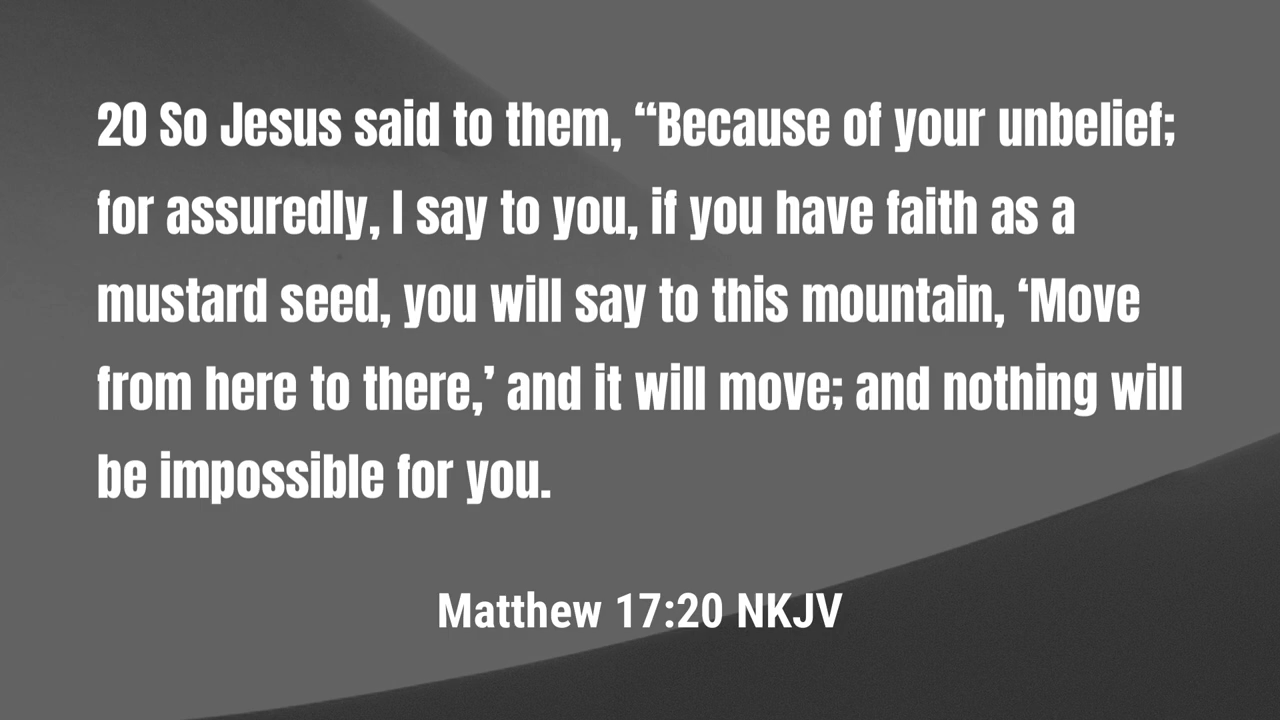 20 So Jesus said to them, “Because of your unbelief;
for assuredly, I say to you, if you have faith as a
mustard seed, you will say to this mountain, ‘Move
from here to there,’ and it will move; and nothing will
be impossible for you.
Matthew 17:20 NKJV